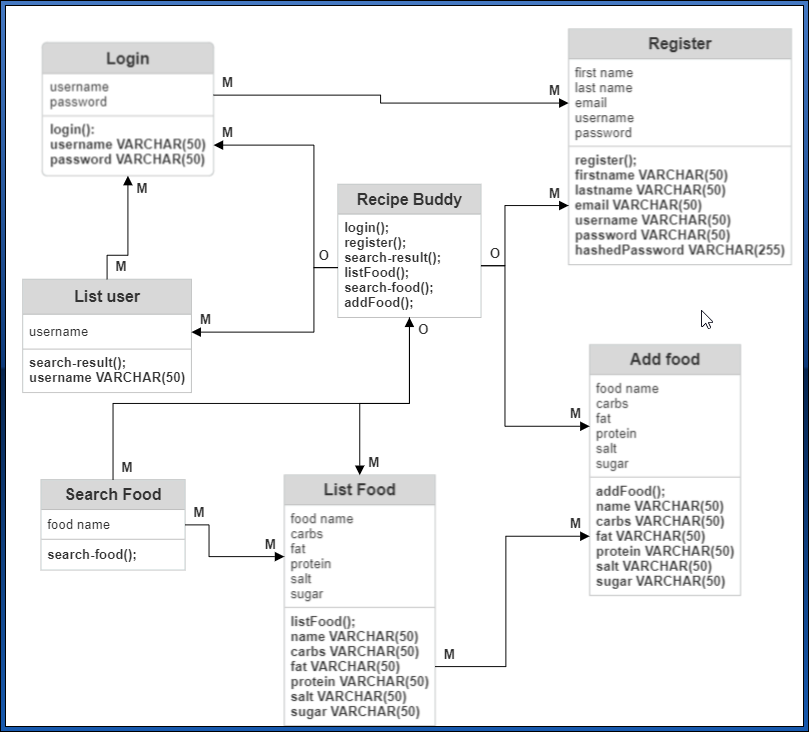 Login
username
password
login():
username VARCHAR(50)
password VARCHAR(50)
M
M
M
M
M
Register
first name
last name
email
username
password
register();
firstname VARCHAR(50)
lastname VARCHAR(50)
email VARCHAR(50)
username VARCHAR(50)
password VARCHAR(50)
hashedPassword VARCHAR(255)
M
Recipe Buddy
login();
register();
search-result();
listFood();
search-food();
addFood();
O
O
O
List user
username
search-result();
username VARCHAR(50)
M
Add food
food name
carbs
fat
protein
salt
sugar
addFood();
name VARCHAR(50)
carbs VARCHAR(50)
fat VARCHAR(50)
protein VARCHAR(50)
salt VARCHAR(50)
sugar VARCHAR(50)
M
M
Search Food
food name
search-food();
M
M
M
List Food
food name
carbs
fat
protein
salt
sugar
listFood();
name VARCHAR(50)
carbs VARCHAR(50)
fat VARCHAR(50)
protein VARCHAR(50)
salt VARCHAR(50)
sugar VARCHAR(50)
M
M